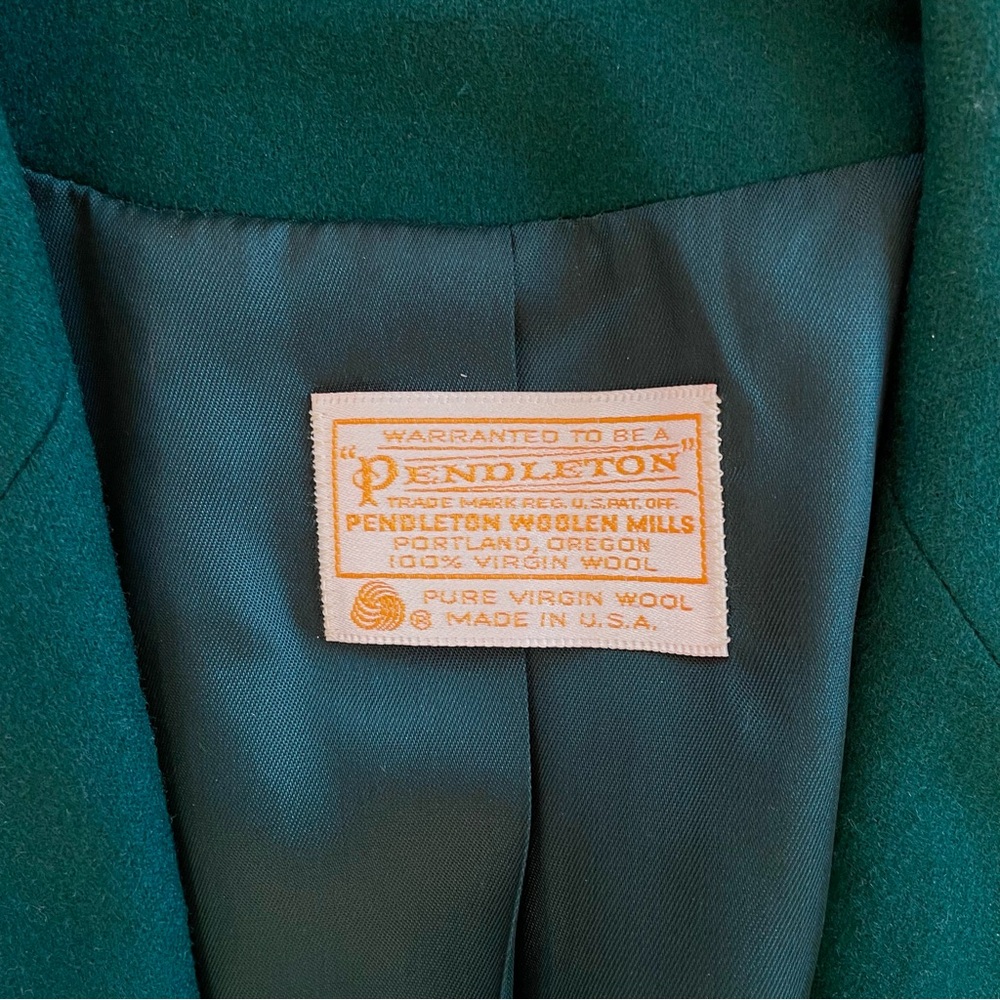 WARRANTED TO BE A
"PENDLETON"
TRADE MARK REG. U.S. PAT. OFF.
PENDLETON WOOLEN MILLS
PORTLAND, OREGON
100% VIRGIN WOOL
PURE VIRGIN WOOL
® MADE IN U.S.A.